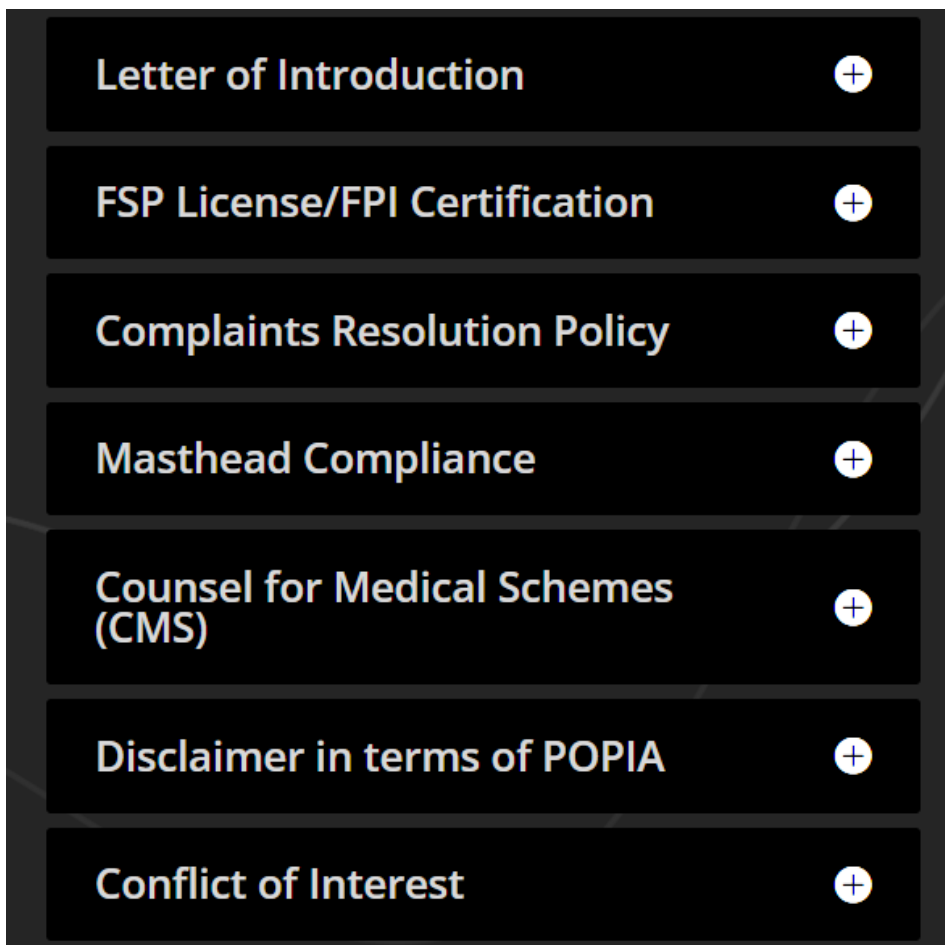 Letter of Introduction
FSP License/FPI Certification
Complaints Resolution Policy
Masthead Compliance
Counsel for Medical Schemes
(CMS)
Disclaimer in terms of POPIA
Conflict of Interest